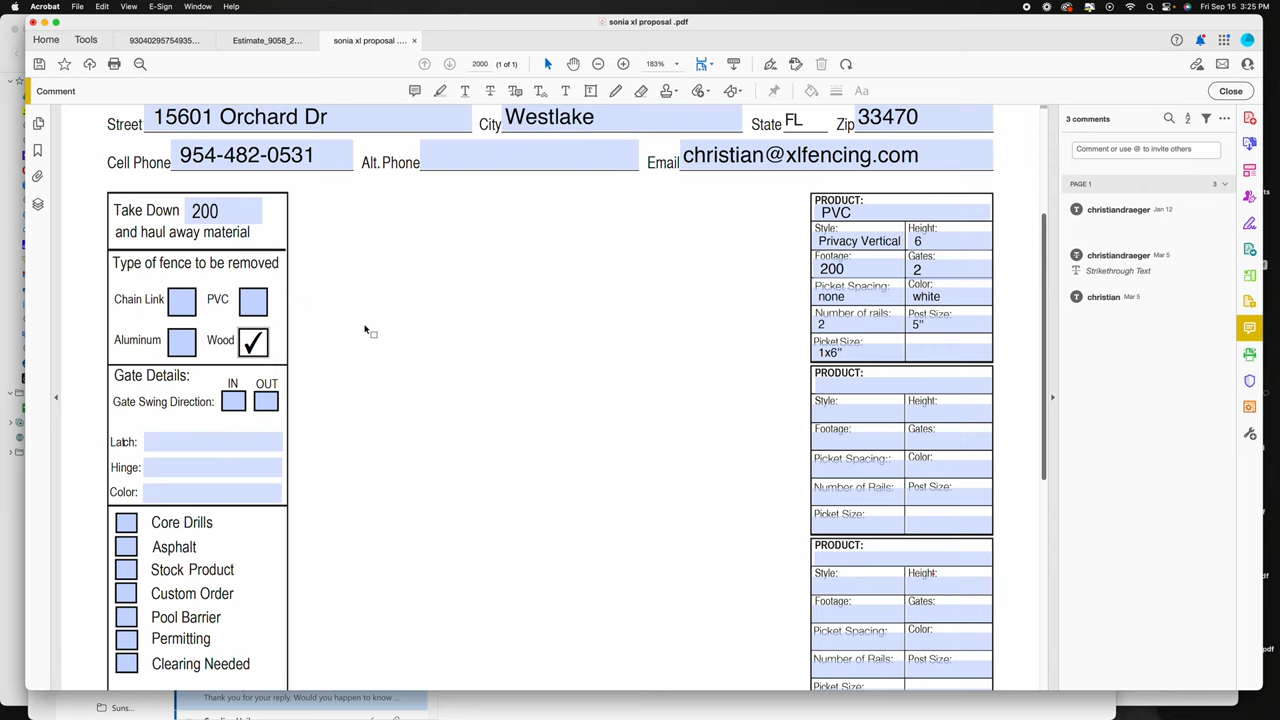 Acrobat File Edit View E-Sign Window Help Fri Sep 15 3:25 PM
sonia xl proposal .pdf
Home Tools 93040295754935... Estimate_9058_2... sonia xl proposal .... ×
2000 (1 of 1) 183%
Comment Close
Street 15601 Orchard Dr City Westlake State FL Zip 33470
Cell Phone 954-482-0531 Alt. Phone Email christian@xlfencing.com
Take Down 200
and haul away material
Type of fence to be removed
Chain Link PVC
Aluminum Wood ✓
Gate Details:
IN OUT
Gate Swing Direction:
Latch:
Hinge:
Color:
Core Drills
Asphalt
Stock Product
Custom Order
Pool Barrier
Permitting
Clearing Needed
PRODUCT:
PVC
Style: Height:
Privacy Vertical 6
Footage: Gates:
200 2
Picket Spacing: Color:
none white
Number of rails: Post Size:
2 5"
Picket Size:
1x6"
PRODUCT:
Style: Height:
Footage: Gates:
Picket Spacing:: Color:
Number of Rails: Post Size:
Picket Size:
PRODUCT:
Style: Height:
Footage: Gates:
Picket Spacing:: Color:
Number of Rails: Post Size:
Picket Size:
3 comments
Comment or use @ to invite others
PAGE 1 3
christiandraeger Jan 12
christiandraeger Mar 5
Strikethrough Text
christian Mar 5
Thank you for your reply. Would you happen to know ...
Suns...